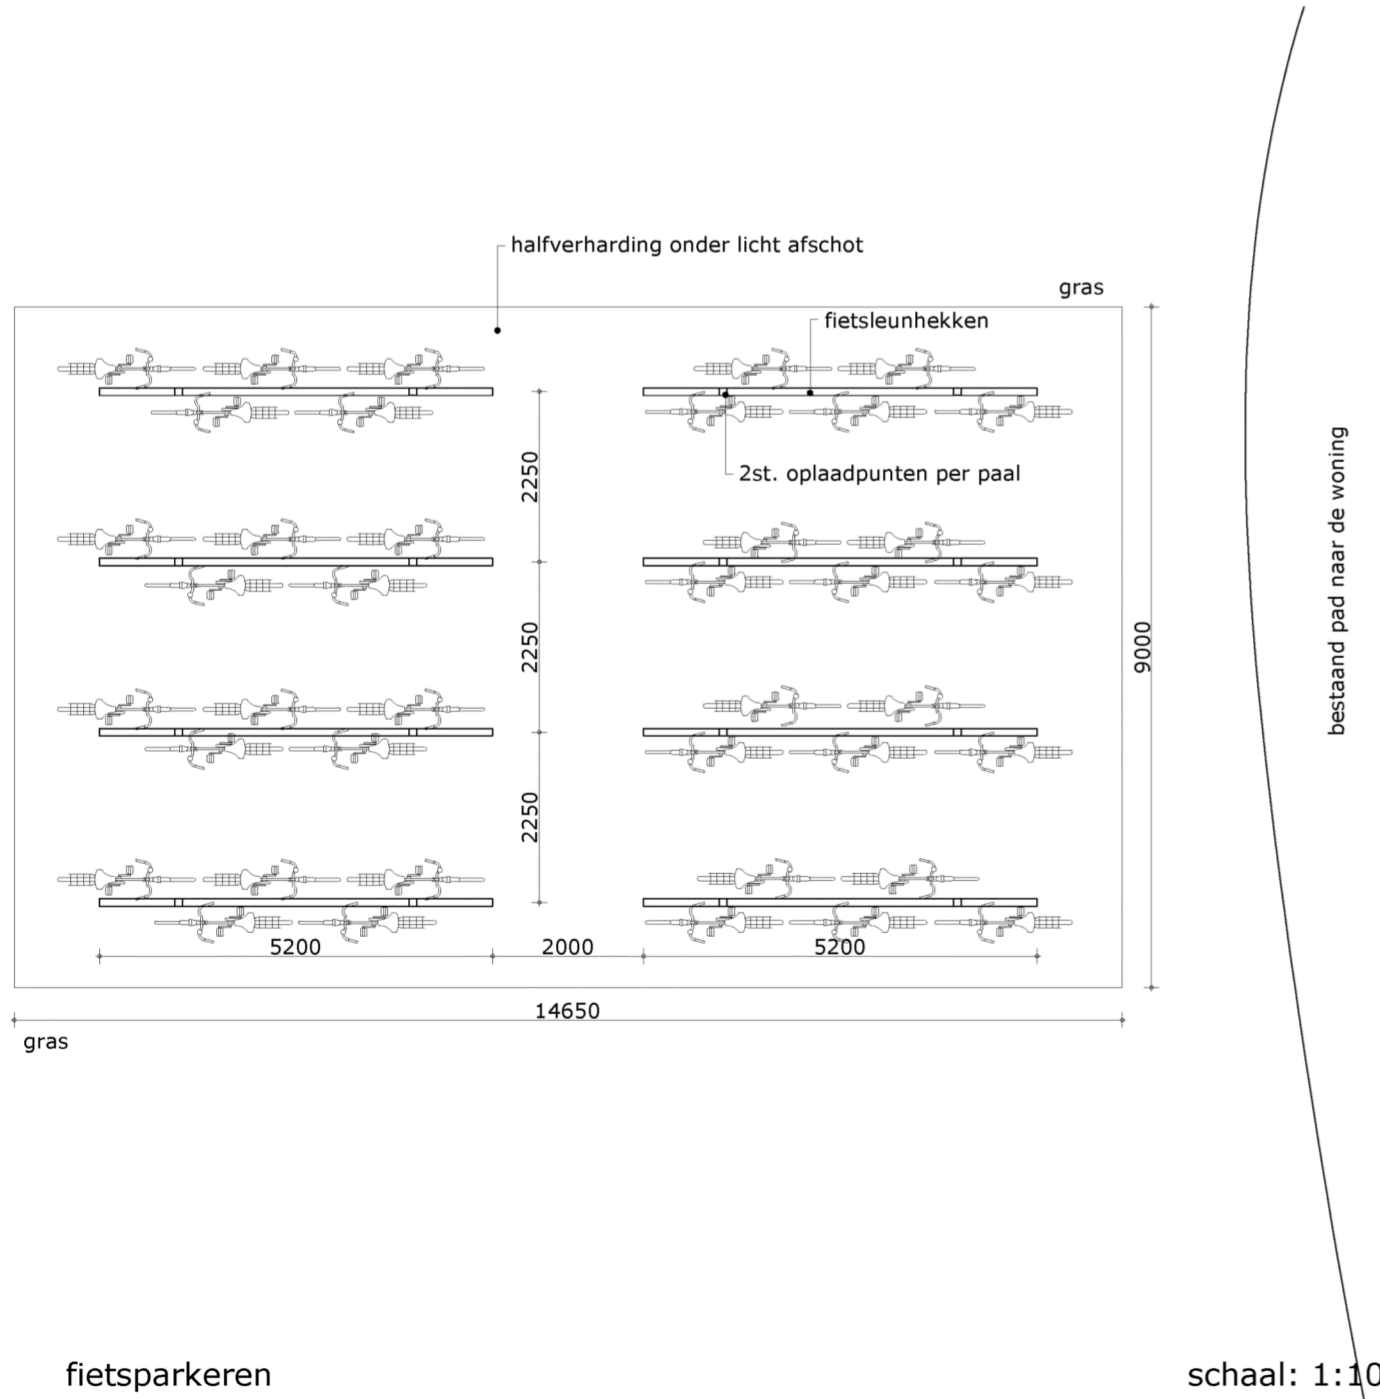 halfverharding onder licht afschot
gras
fietsleunhekken
2250
2st. oplaadpunten per paal
bestaand pad naar de woning
2250
9000
2250
5200
2000
5200
14650
gras
fietsparkeren
schaal: 1:10